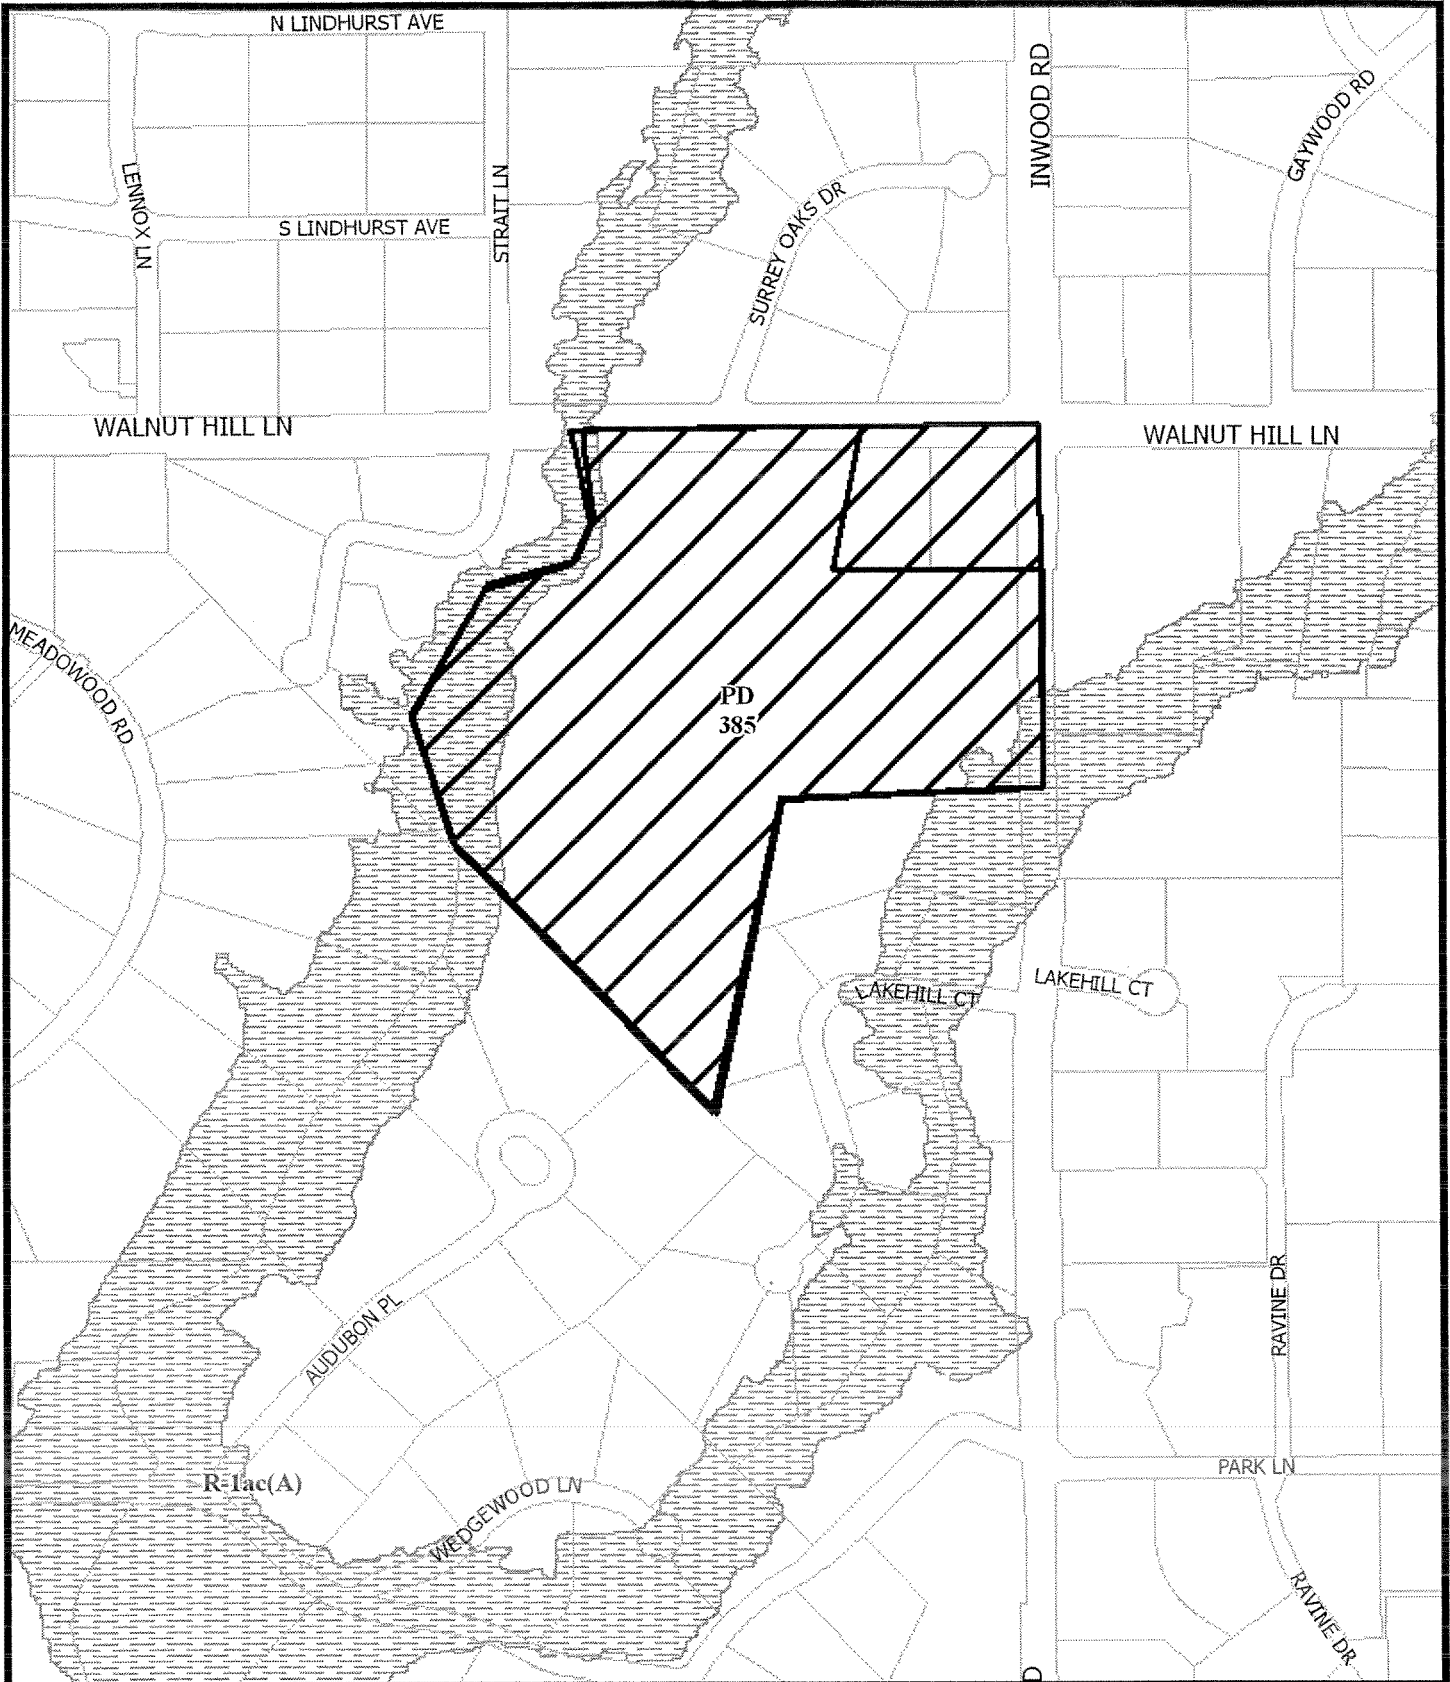 N LINDHURST AVE
INWOOD RD
GAYWOOD RD
LENNOX LN
STRAIT LN
S LINDHURST AVE
SURREY OAKS DR
WALNUT HILL LN
WALNUT HILL LN
MEADOWOOD RD
PD
385
LAKEHILL CT
LAKEHILL CT
AUDUBON PL
RAVINE DR
R-1ac(A)
WEDGEWOOD LN
PARK LN
RAVINE DR
D